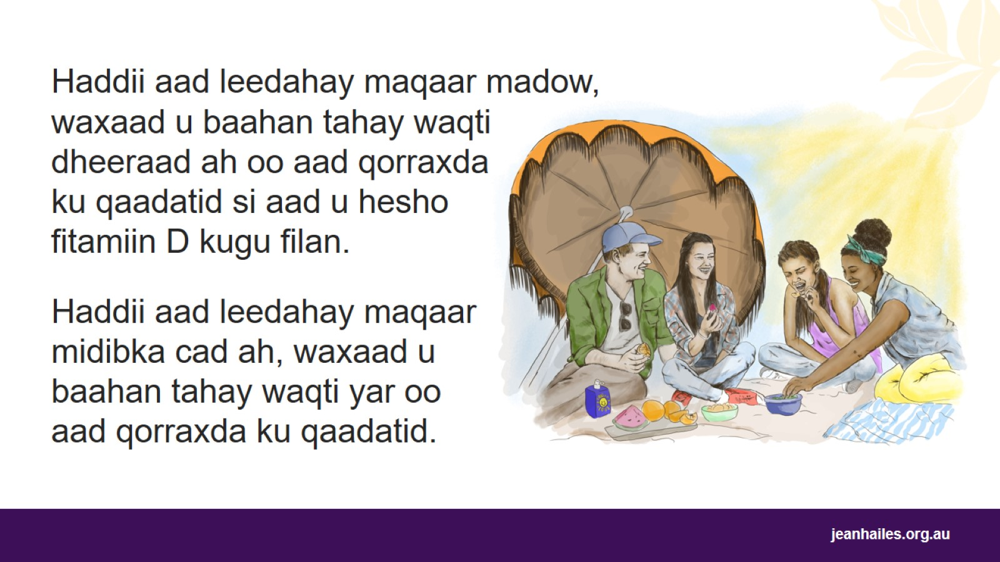 Haddii aad leedahay maqaar madow,
waxaad u baahan tahay waqti
dheeraad ah oo aad qorraxda
ku qaadatid si aad u hesho
fitamiin D kugu filan.
Haddii aad leedahay maqaar
midibka cad ah, waxaad u
baahan tahay waqti yar oo
aad qorraxda ku qaadatid.
jeanhailes.org.au